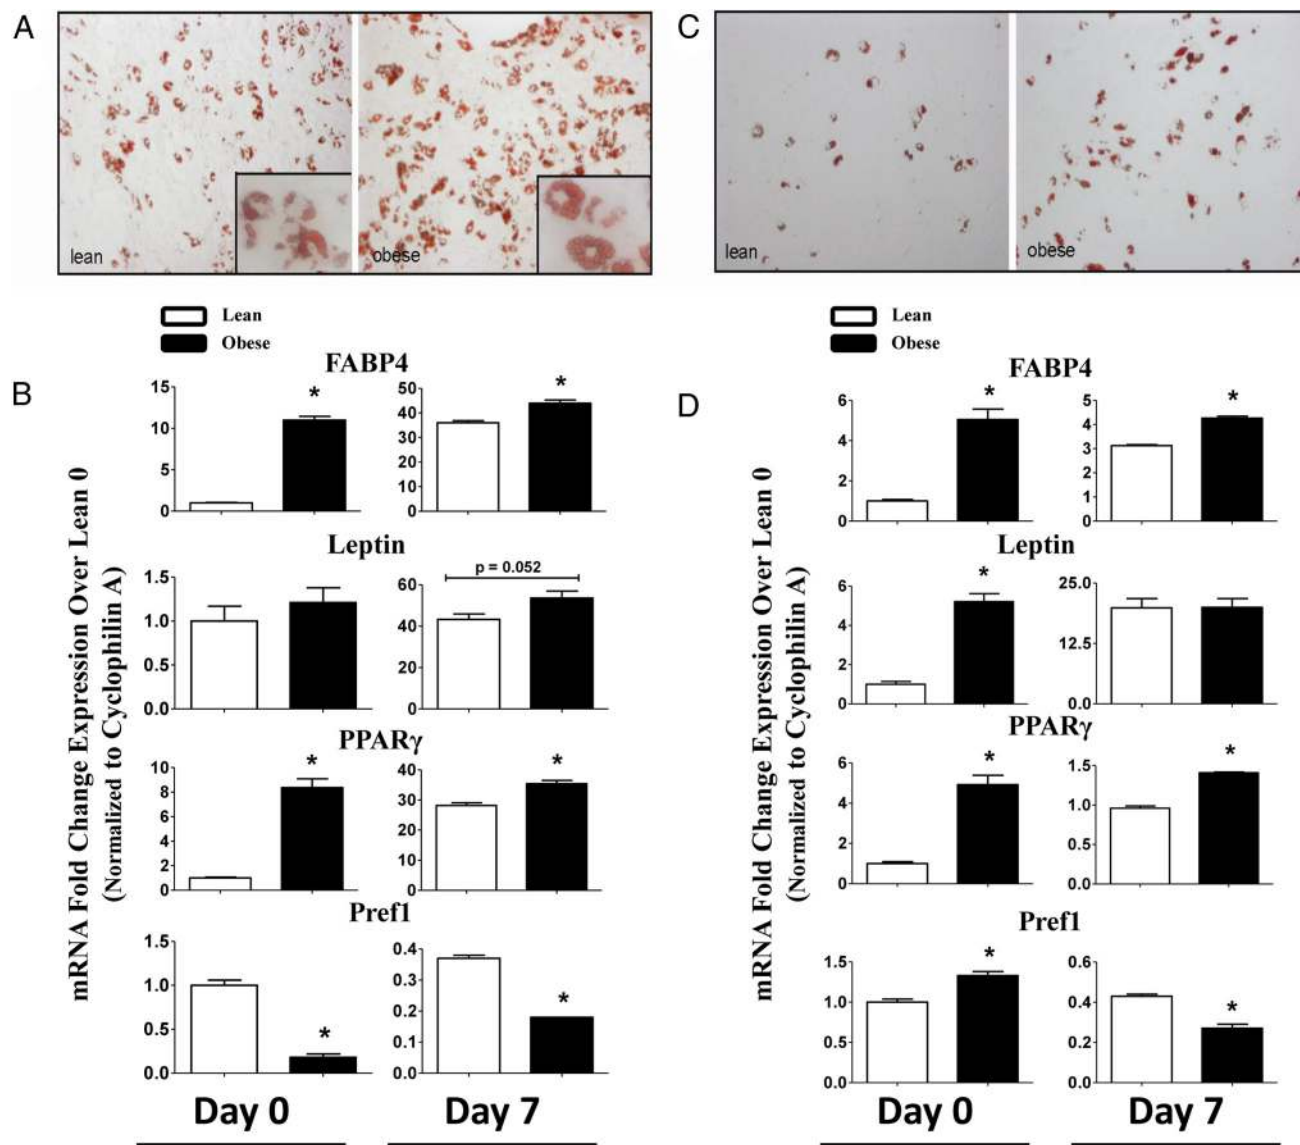 A
lean
obese
C
lean
obese
Lean
Obese
B
mRNA Fold Change Expression Over Lean 0
(Normalized to Cyclophilin A)
FABP4
15
10
5
0
*
50
40
30
20
10
0
*
Leptin
1.5
1.0
0.5
0.0
60
40
20
0
p = 0.052
PPARγ
10
8
6
4
2
0
*
40
30
20
10
0
*
Pref1
1.5
1.0
0.5
0.0
*
0.4
0.3
0.2
0.1
0.0
*
Day 0
Day 7
Lean
Obese
D
mRNA Fold Change Expression Over Lean 0
(Normalized to Cyclophilin A)
FABP4
6
4
2
0
*
5
4
3
2
1
0
*
Leptin
6
4
2
0
*
25.0
12.5
0.0
PPARγ
6
4
2
0
*
1.5
1.0
0.5
0.0
*
Pref1
1.5
1.0
0.5
0.0
*
0.6
0.4
0.2
0.0
*
Day 0
Day 7